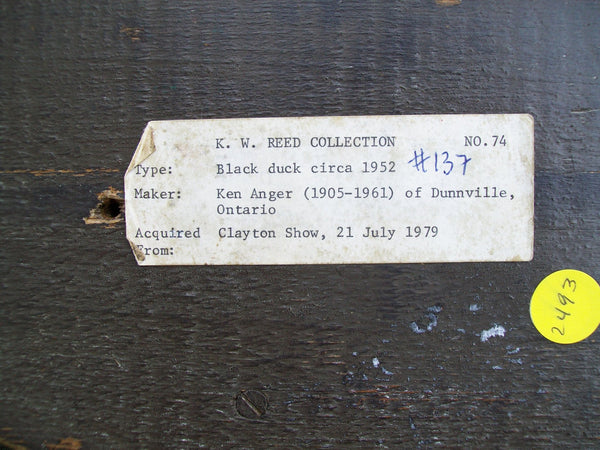 K. W. REED COLLECTION NO.74
Type: Black duck circa 1952 #137
Maker: Ken Anger (1905-1961) of Dunnville,
Ontario
Acquired Clayton Show, 21 July 1979
From:
2493